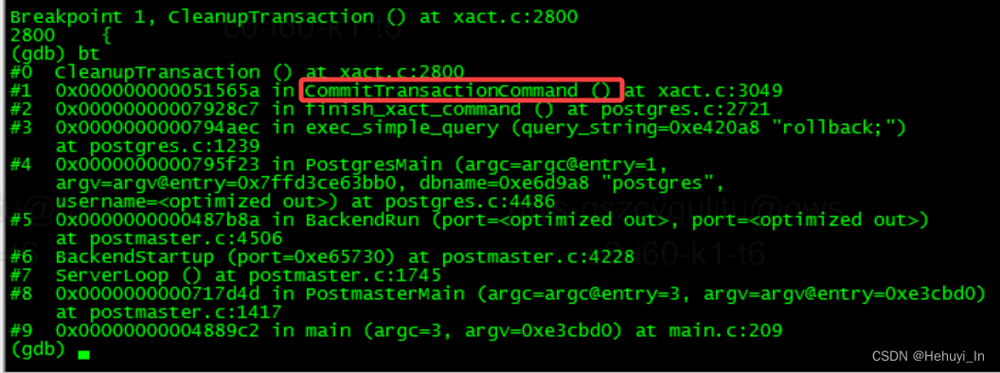 Breakpoint 1, CleanupTransaction () at xact.c:2800
2800    {
(gdb) bt
#0  CleanupTransaction () at xact.c:2800
#1  0x000000000051565a in CommitTransactionCommand () at xact.c:3049
#2  0x00000000007928c7 in finish_xact_command () at postgres.c:2721
#3  0x0000000000794aec in exec_simple_query (query_string=0xe420a8 "rollback;")
    at postgres.c:1239
#4  0x0000000000795f23 in PostgresMain (argc=argc@entry=1,
    argv=argv@entry=0x7ffd3ce63bb0, dbname=0xe6d9a8 "postgres",
    username=<optimized out>) at postgres.c:4486
#5  0x0000000000487b8a in BackendRun (port=<optimized out>, port=<optimized out>)
    at postmaster.c:4506
#6  BackendStartup (port=0xe65730) at postmaster.c:4228
#7  ServerLoop () at postmaster.c:1745
#8  0x0000000000717d4d in PostmasterMain (argc=argc@entry=3, argv=argv@entry=0xe3cbd0)
    at postmaster.c:1417
#9  0x00000000004889c2 in main (argc=3, argv=0xe3cbd0) at main.c:209
(gdb)
CSDN @Hehuyi_In